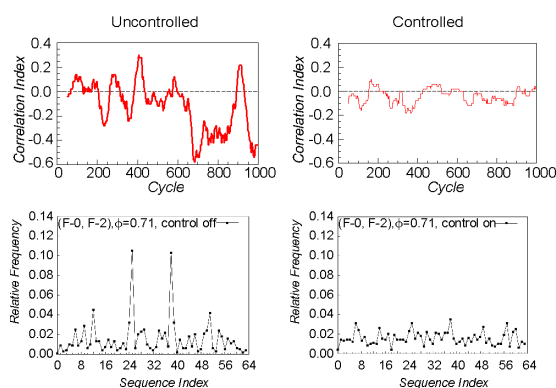 Uncontrolled
Controlled
Correlation Index
0.4
0.2
0.0
-0.2
-0.4
-0.6
0 200 400 600 800 1000
Cycle
Correlation Index
0.4
0.2
0.0
-0.2
-0.4
-0.6
0 200 400 600 800 1000
Cycle
Relative Frequency
0.14
0.12
0.10
0.08
0.06
0.04
0.02
0.00
(F-0, F-2),ϕ=0.71, control off
0 8 16 24 32 40 48 56 64
Sequence Index
Relative Frequency
0.14
0.12
0.10
0.08
0.06
0.04
0.02
0.00
(F-0, F-2),ϕ=0.71, control on
0 8 16 24 32 40 48 56 64
Sequence Index